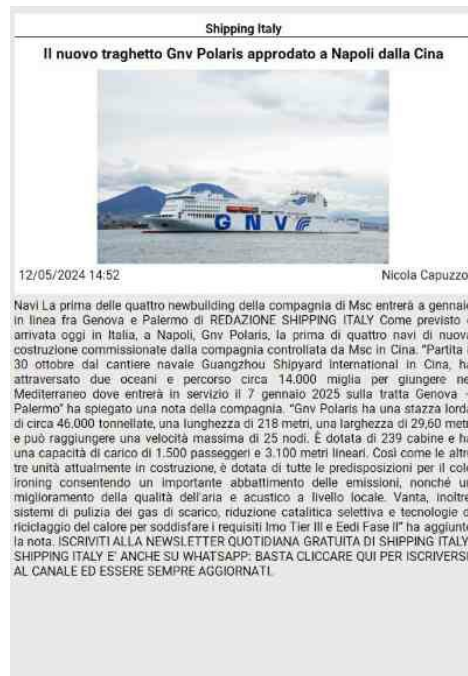 Shipping Italy
Il nuovo traghetto Gnv Polaris approdato a Napoli dalla Cina
GNV
12/05/2024 14:52
Nicola Capuzzo
Navi La prima delle quattro newbuilding della compagnia di Msc entrerà a gennaio
in linea fra Genova e Palermo di REDAZIONE SHIPPING ITALY Come previsto
arrivata oggi in Italia, a Napoli, Gnv Polaris, la prima di quattro navi di nuova
costruzione commissionate dalla compagnia controllata da Msc in Cina. "Partita
30 ottobre dal cantiere navale Guangzhou Shipyard International in Cina, ha
attraversato due oceani e percorso circa 14.000 miglia per giungere nel
Mediterraneo dove entrerà in servizio il 7 gennaio 2025 sulla tratta Genova -
Palermo" ha spiegato una nota della compagnia. "Gnv Polaris ha una stazza lorda
di circa 46.000 tonnellate, una lunghezza di 218 metri, una larghezza di 29,60 metri
e può raggiungere una velocità massima di 25 nodi. È dotata di 239 cabine e ha
una capacità di carico di 1.500 passeggeri e 3.100 metri lineari. Così come le altre
tre unità attualmente in costruzione, è dotata di tutte le predisposizioni per il cold
ironing consentendo un importante abbattimento delle emissioni, nonché un
miglioramento della qualità dell'aria e acustico a livello locale. Vanta, inoltre
sistemi di pulizia dei gas di scarico, riduzione catalitica selettiva e tecnologie di
riciclaggio del calore per soddisfare i requisiti Imo Tier III e Eedi Fase II" ha aggiunto
la nota. ISCRIVITI ALLA NEWSLETTER QUOTIDIANA GRATUITA DI SHIPPING ITALY
SHIPPING ITALY E' ANCHE SU WHATSAPP: BASTA CLICCARE QUI PER ISCRIVERSI
AL CANALE ED ESSERE SEMPRE AGGIORNATI.